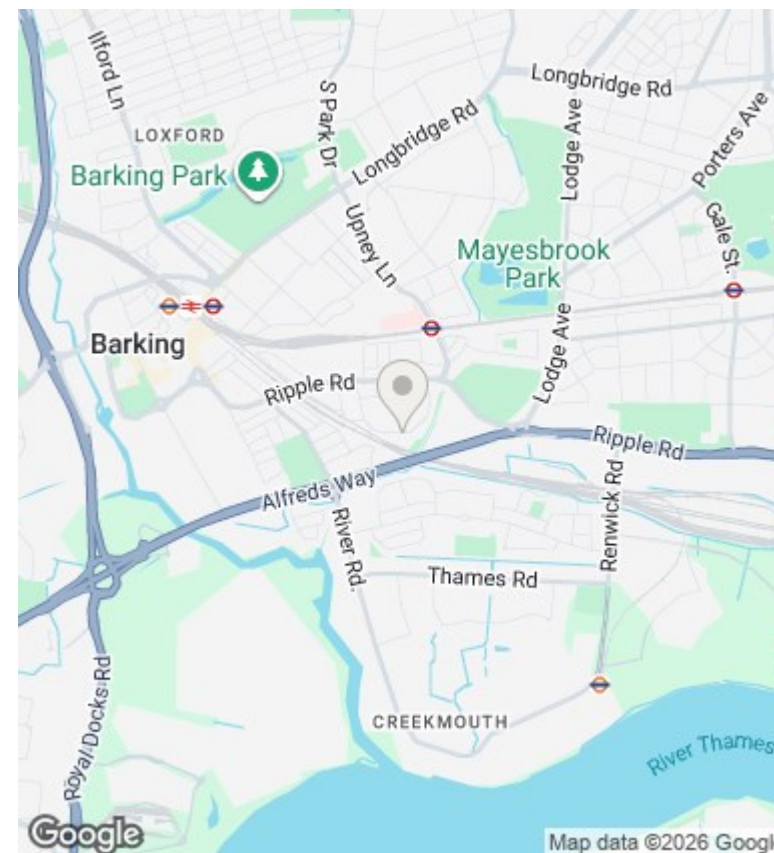 Ilford Ln
S Park Dr
Longbridge Rd
Longbridge Rd
LOXFORD
Barking Park
Lodge Ave
Porters Ave
Upney Ln
Mayesbrook
Park
Gale St.
Barking
Lodge Ave
Ripple Rd
Ripple Rd
Alfreds Way
Renwick Rd
River Rd.
Thames Rd
Royal Docks Rd
CREEKMOUTH
River Thames
Google
Map data ©2026 Googl